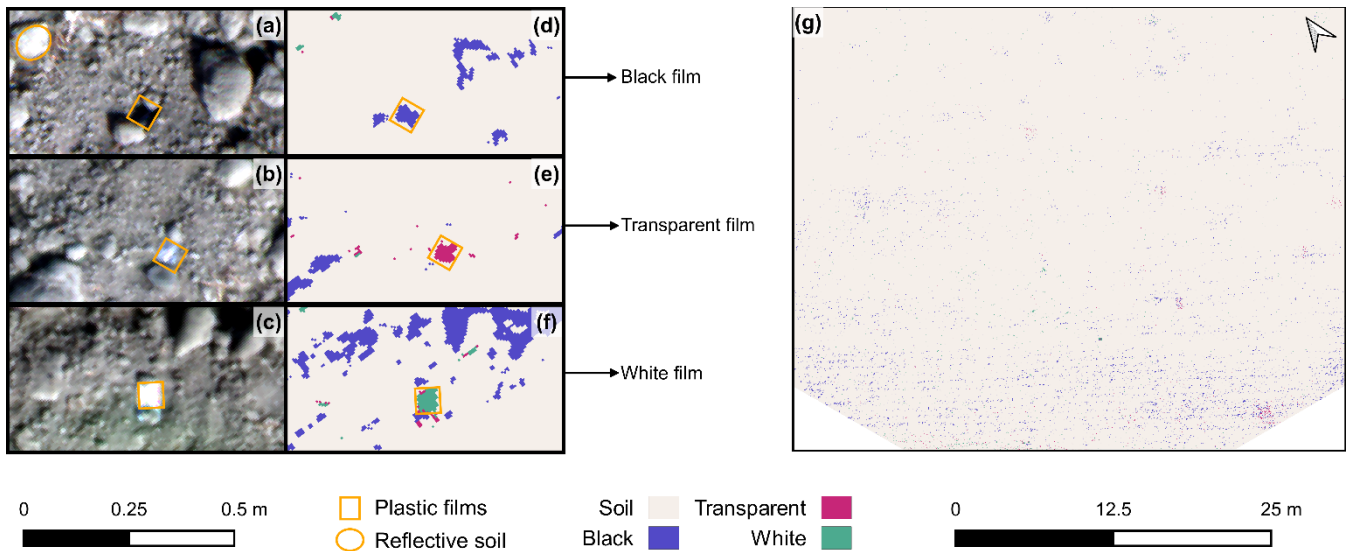 (a)
(d)
(g)
Black film
(b)
(e)
Transparent film
(c)
(f)
White film
0 0.25 0.5 m
Plastic films
Reflective soil
Soil Transparent
Black White
0 12.5 25 m